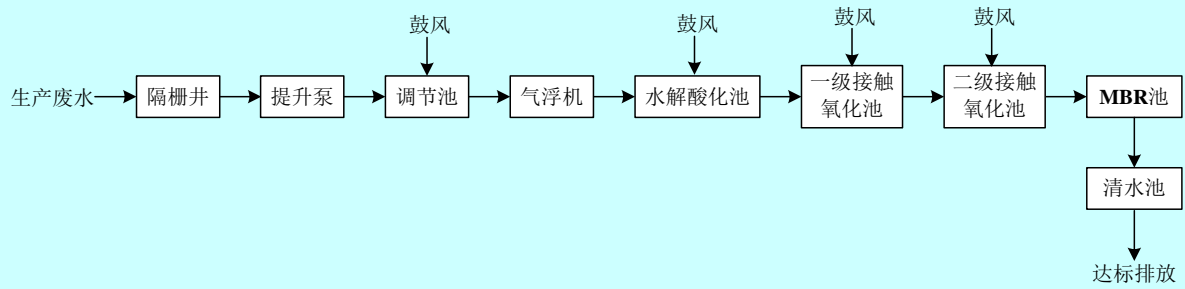 鼓风
鼓风
鼓风
鼓风
生产废水
隔栅井
提升泵
调节池
气浮机
水解酸化池
一级接触
氧化池
二级接触
氧化池
MBR池
清水池
达标排放